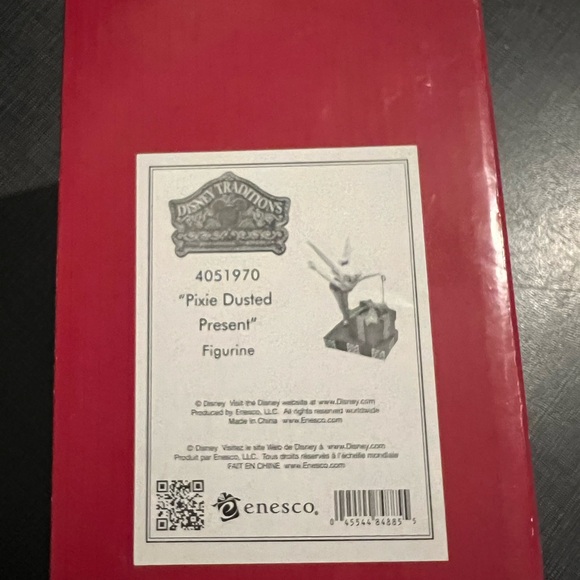 DISNEY TRADITIONS
4051970
"Pixie Dusted
Present"
Figurine
© Disney Visit the Disney website at www.Disney.com
Produced by Enesco, LLC. All rights reserved worldwide
Made in China www.Enesco.com
© Disney Visitez le site Web de Disney à www.Disney.com
Produit par Enesco, LLC. Tous droits réservés à l'échelle mondiale
FAIT EN CHINE www.Enesco.com
enesco®
0 45544 84885 5